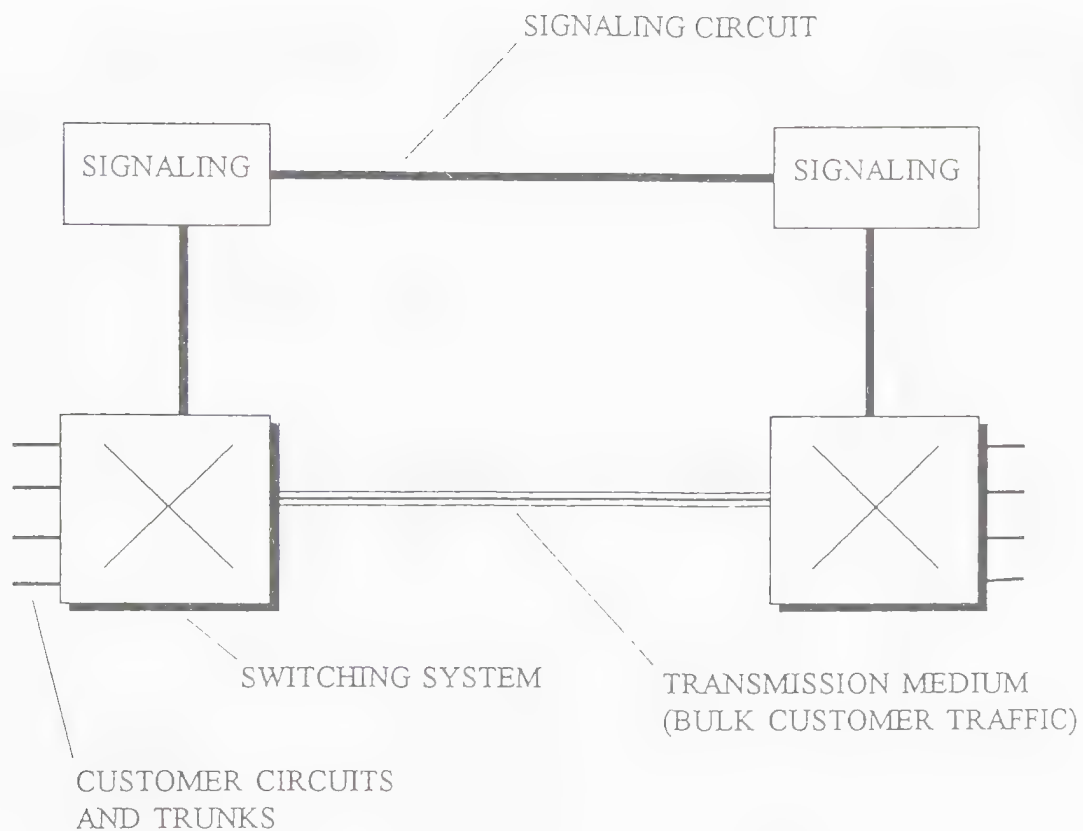 SIGNALING CIRCUIT
SIGNALING
SIGNALING
SWITCHING SYSTEM
TRANSMISSION MEDIUM
(BULK CUSTOMER TRAFFIC)
CUSTOMER CIRCUITS
AND TRUNKS